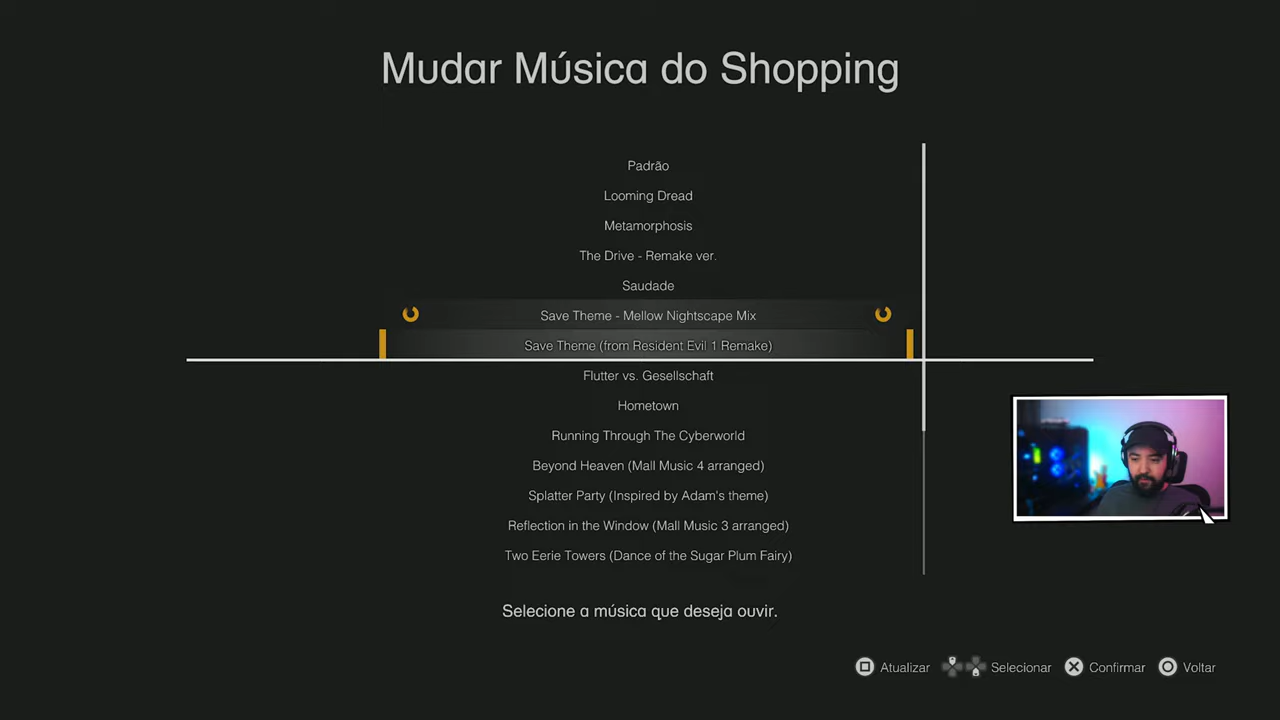 Mudar Música do Shopping
Padrão
Looming Dread
Metamorphosis
The Drive - Remake ver.
Saudade
Save Theme - Mellow Nightscape Mix
Save Theme (from Resident Evil 1 Remake)
Flutter vs. Gesellschaft
Hometown
Running Through The Cyberworld
Beyond Heaven (Mall Music 4 arranged)
Splatter Party (Inspired by Adam's theme)
Reflection in the Window (Mall Music 3 arranged)
Two Eerie Towers (Dance of the Sugar Plum Fairy)
Selecione a música que deseja ouvir.
Atualizar Selecionar Confirmar Voltar